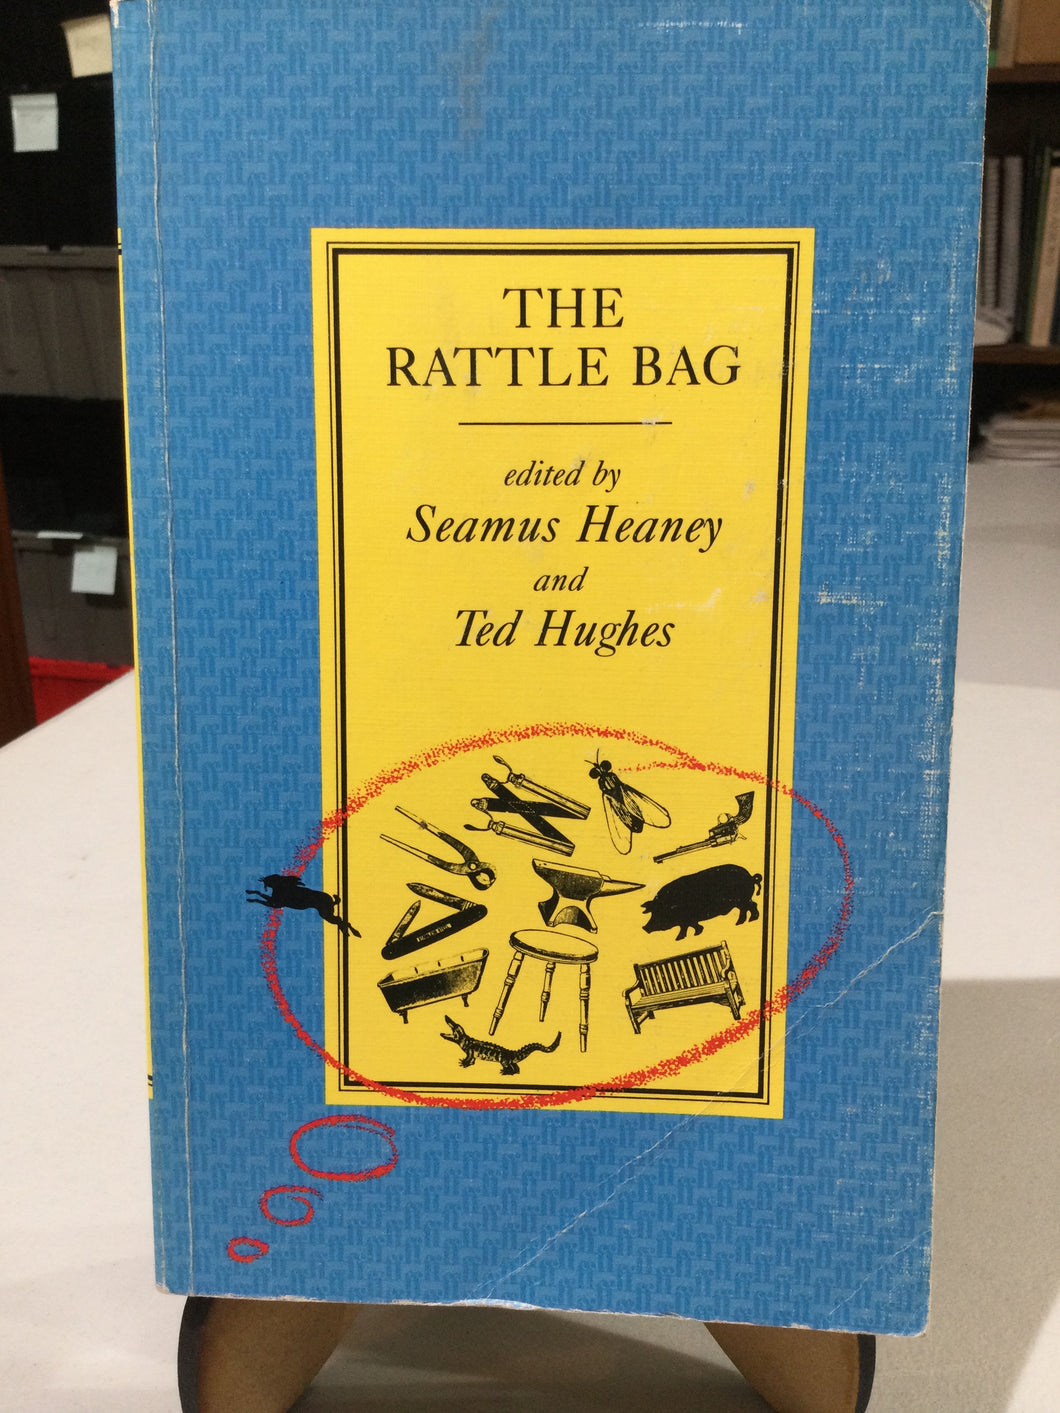 THE
RATTLE BAG
edited by
Seamus Heaney
and
Ted Hughes